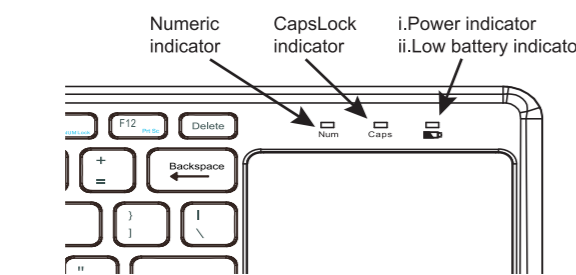 Numeric
indicator
CapsLock
indicator
i.Power indicator
ii.Low battery indicato
Num
Caps
F12
Prt Sc
Delete
+
=
Backspace
}
]
|
\
"